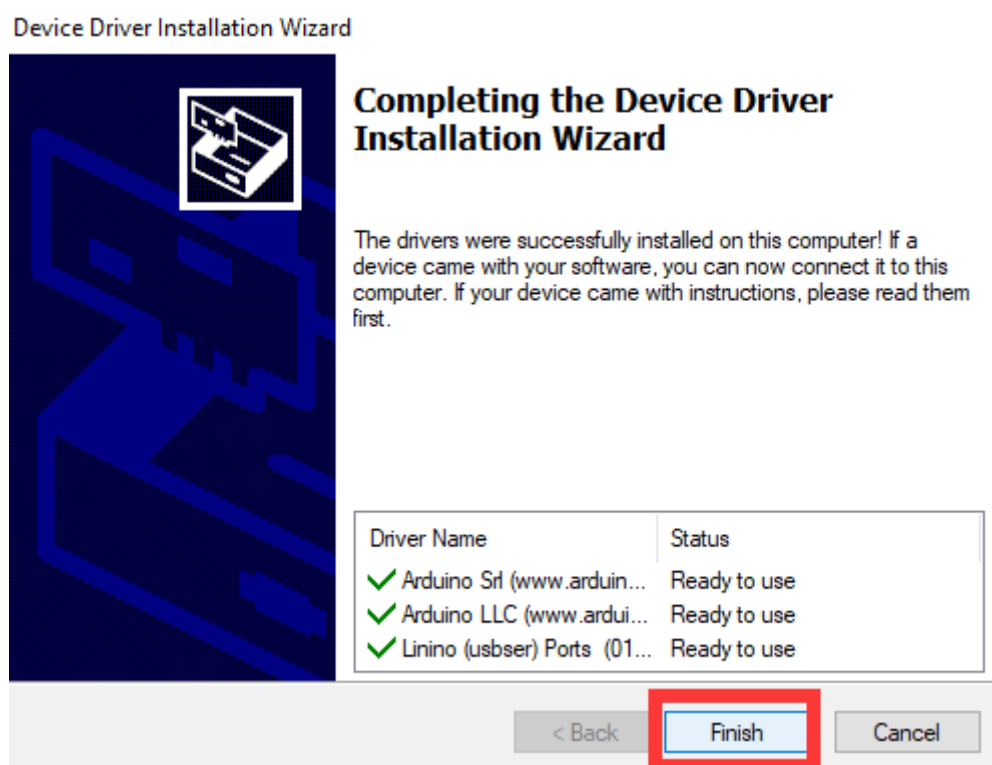 Device Driver Installation Wizard
Completing the Device Driver
Installation Wizard
The drivers were successfully installed on this computer! If a
device came with your software, you can now connect it to this
computer. If your device came with instructions, please read them
first.
Driver Name Status
Arduino Srl (www.arduin... Ready to use
Arduino LLC (www.ardui... Ready to use
Linino (usbser) Ports (01... Ready to use
< Back Finish Cancel